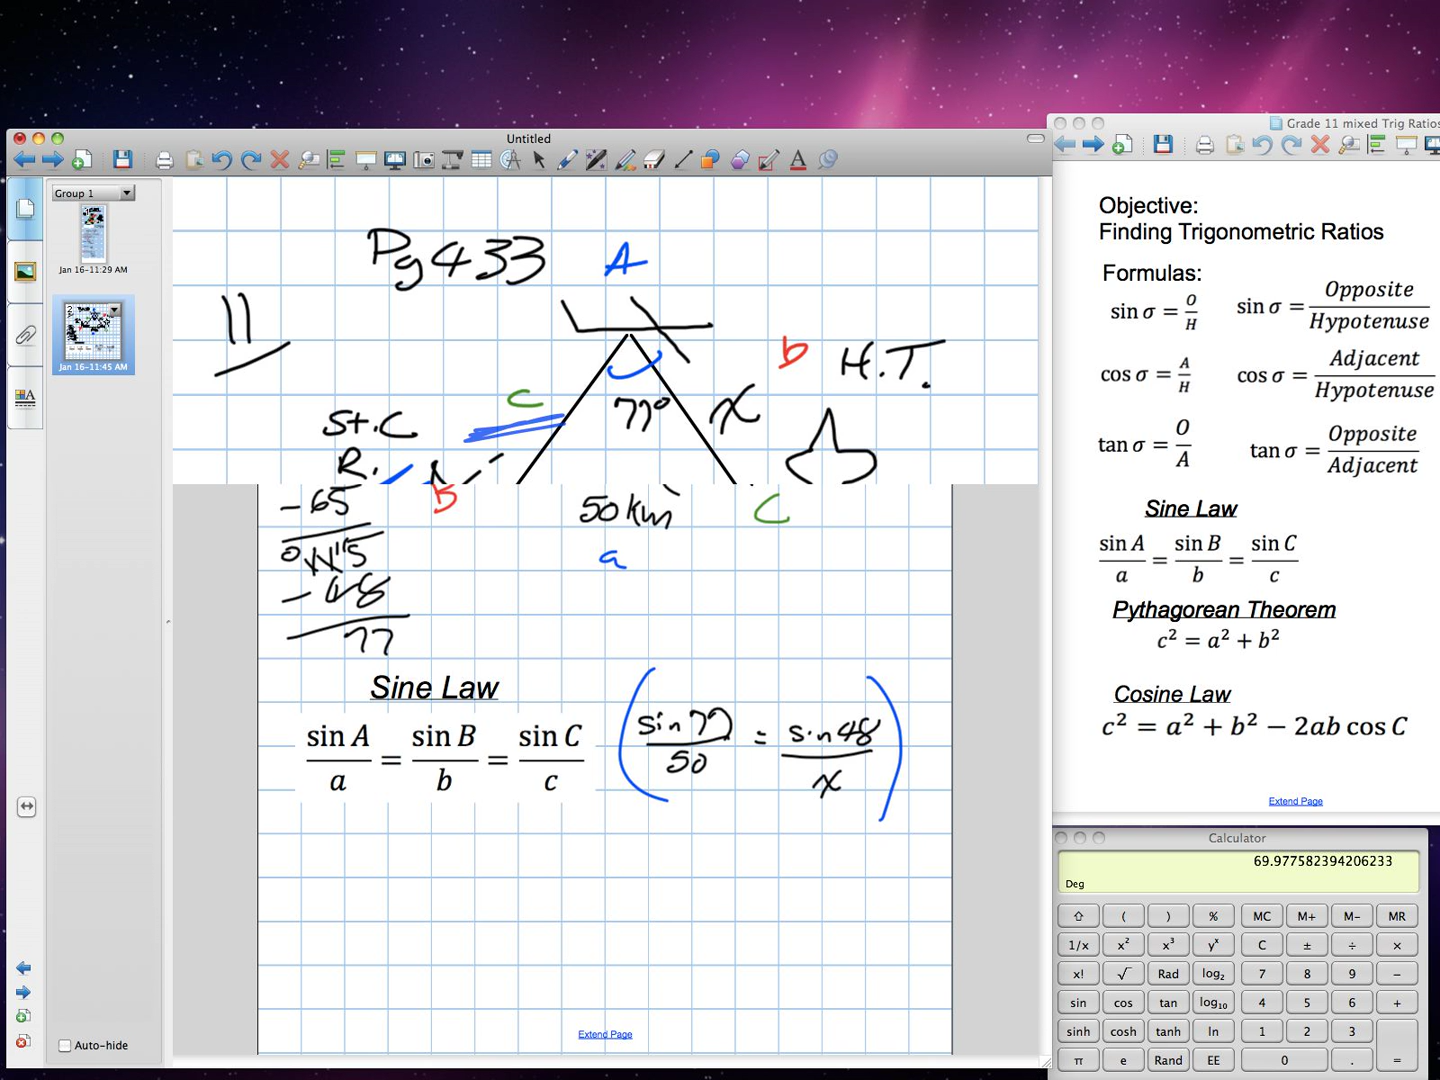 Untitled
Group 1
Jan 16-11:29 AM
Jan 16-11:45 AM
Auto-hide
Pg 433
11
A
b
H.T.
c
77°
x
St.C
R.
- 65
B
50 km
C
a
- 48
77
Sine Law
sin A / a = sin B / b = sin C / c
( sin 77 / 50 = sin 48 / x )
Extend Page
Grade 11 mixed Trig Ratios
Objective:
Finding Trigonometric Ratios
Formulas:
sin σ = O / H
sin σ = Opposite / Hypotenuse
cos σ = A / H
cos σ = Adjacent / Hypotenuse
tan σ = O / A
tan σ = Opposite / Adjacent
Sine Law
sin A / a = sin B / b = sin C / c
Pythagorean Theorem
c² = a² + b²
Cosine Law
c² = a² + b² − 2ab cos C
Extend Page
Calculator
69.977582394206233
Deg
⇧ ( ) % MC M+ M- MR
1/x x² x³ yˣ C ± ÷ ×
x! √ Rad log₂ 7 8 9 −
sin cos tan log₁₀ 4 5 6 +
sinh cosh tanh ln 1 2 3
π e Rand EE 0 . =